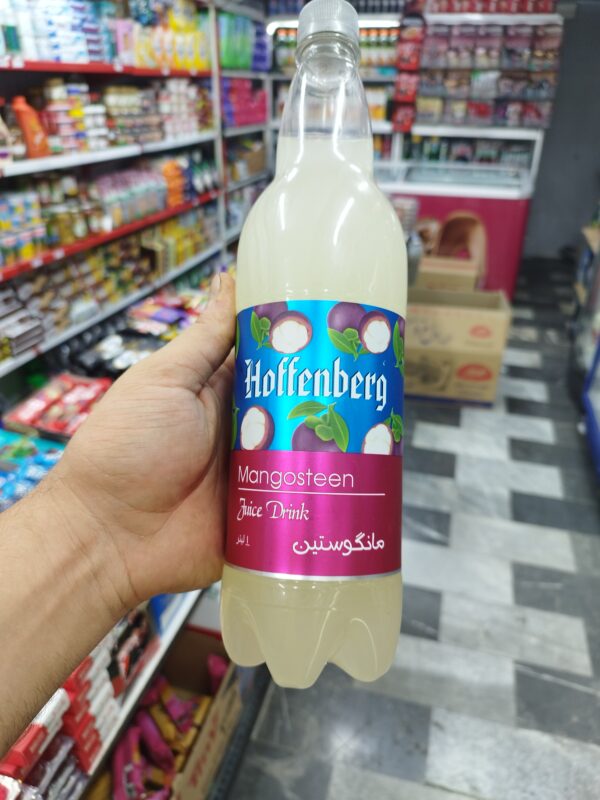 Hoffenberg
Mangosteen
Juice Drink
مانگوستین
۱ لیتر